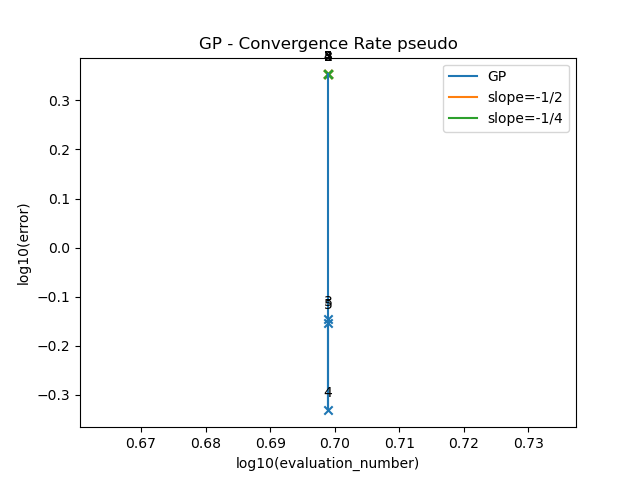 GP - Convergence Rate pseudo
GP
slope=-1/2
slope=-1/4
log10(error)
0.3
0.2
0.1
0.0
−0.1
−0.2
−0.3
4
0.67
0.68
0.69
0.70
0.71
0.72
0.73
log10(evaluation_number)